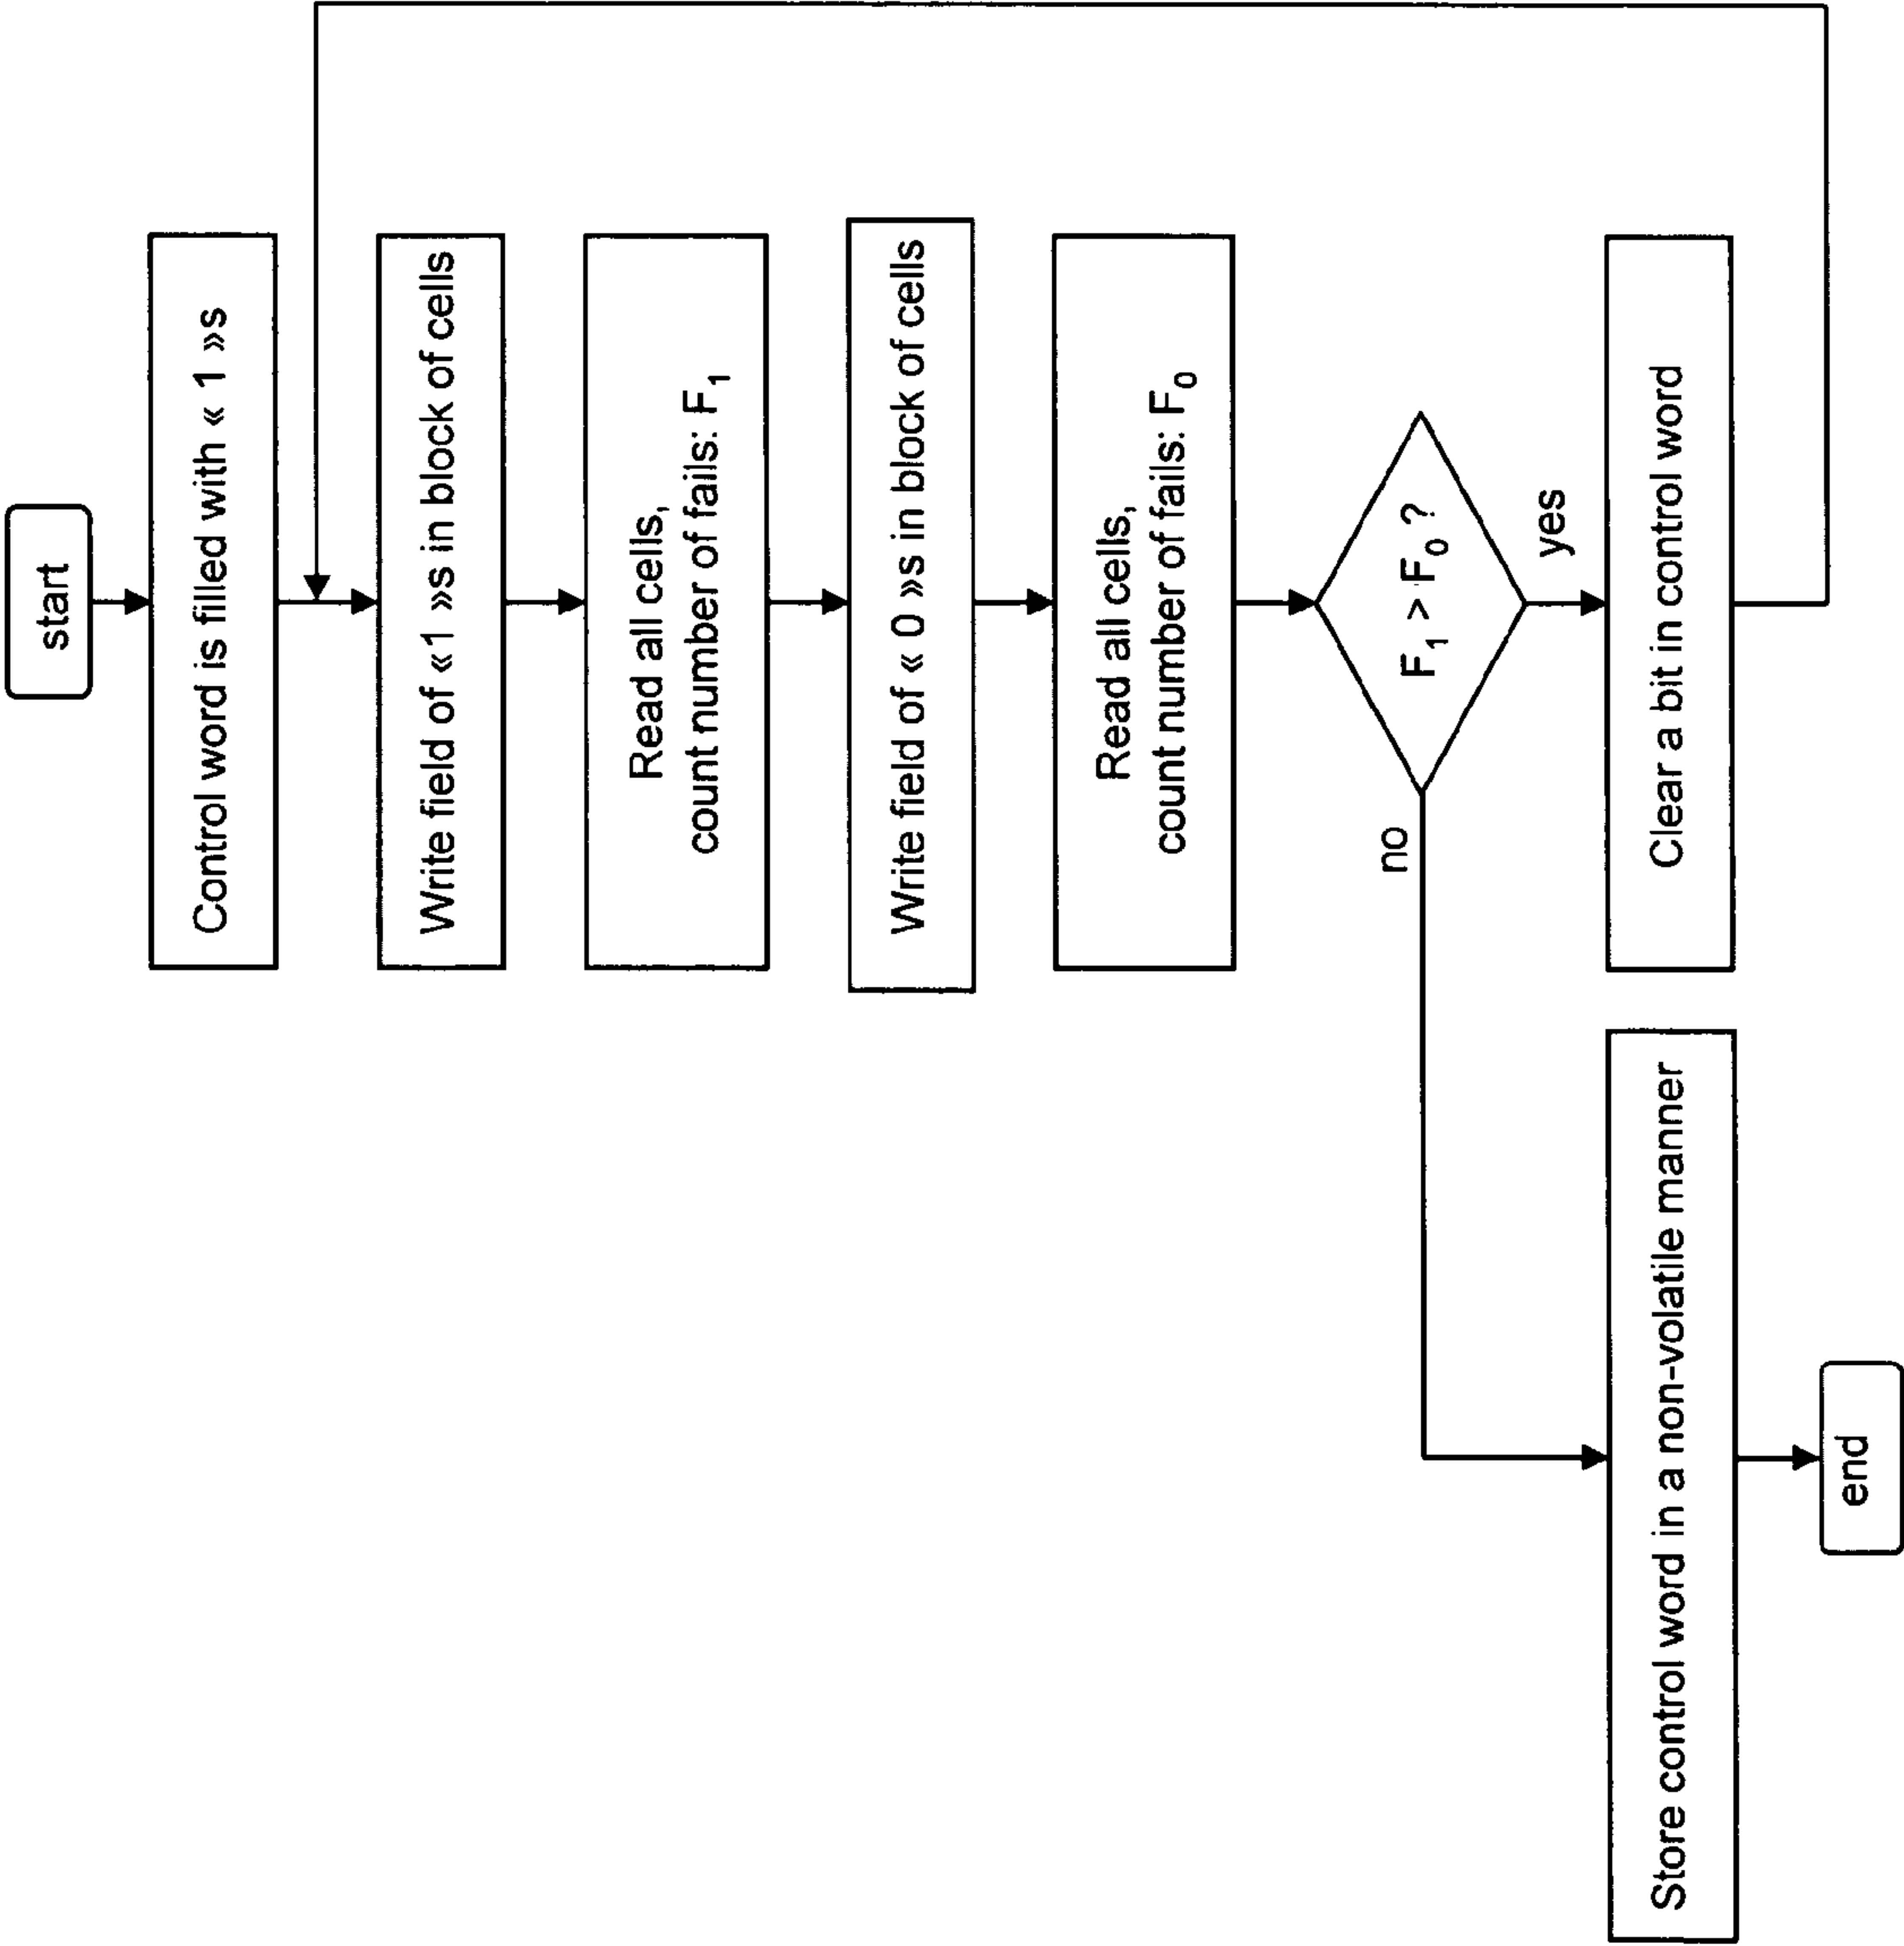 start
Control word is filled with « 1 »s
Write field of «1 »s in block of cells
Read all cells,
count number of fails: F₁
Write field of « 0 »s in block of cells
Read all cells,
count number of fails: F₀
F₁ >F₀ ?
no
yes
Clear a bit in control word
Store control word in a non-volatile manner
end